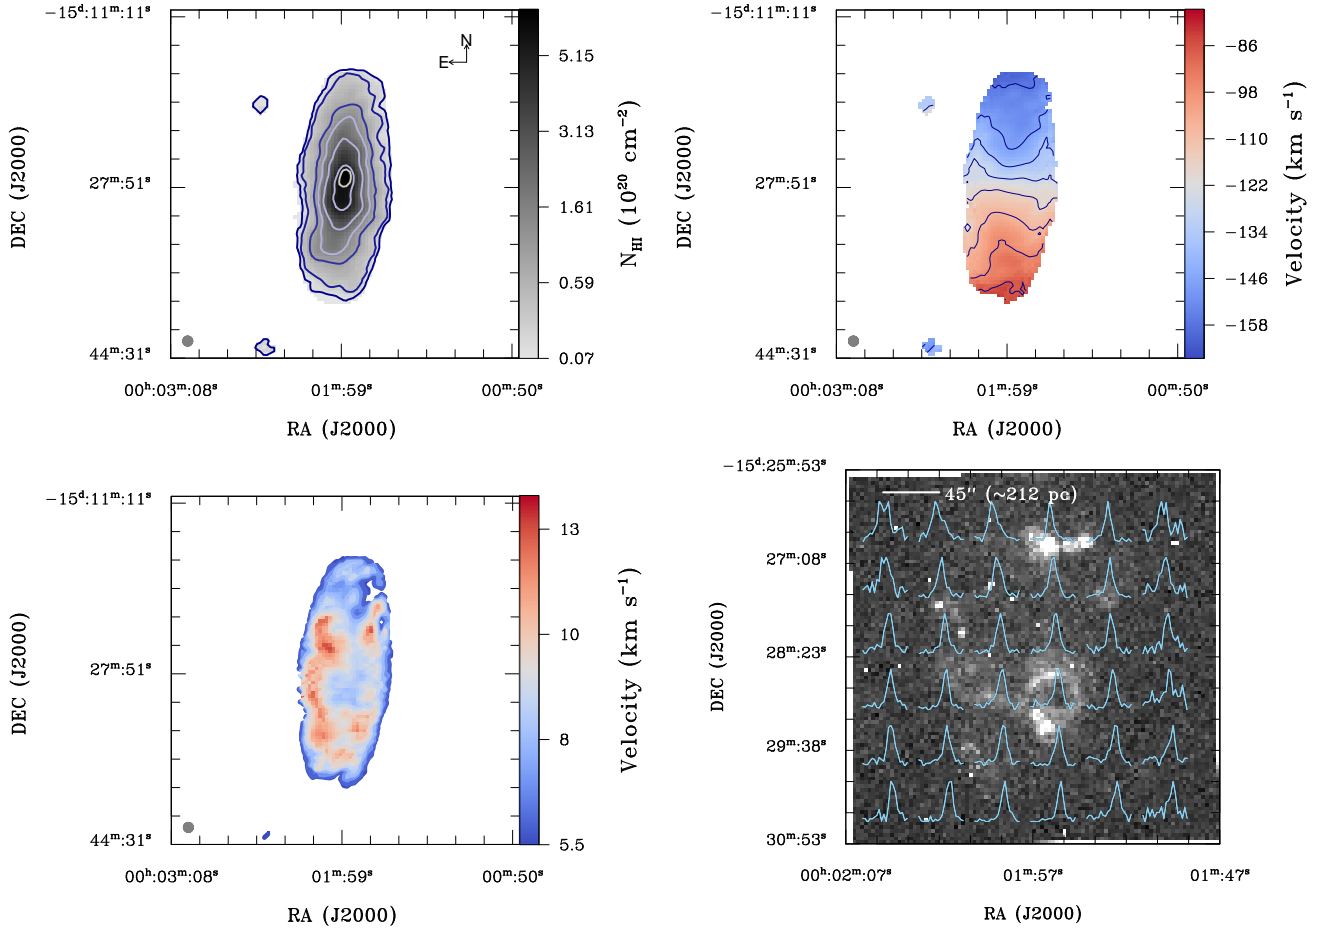 −15ᵈ:11ᵐ:11ˢ
27ᵐ:51ˢ
44ᵐ:31ˢ
DEC (J2000)
00ʰ:03ᵐ:08ˢ
01ᵐ:59ˢ
00ᵐ:50ˢ
RA (J2000)
N
E
5.15
3.13
1.61
0.59
0.07
N_HI (10²⁰ cm⁻²)
−15ᵈ:11ᵐ:11ˢ
27ᵐ:51ˢ
44ᵐ:31ˢ
DEC (J2000)
00ʰ:03ᵐ:08ˢ
01ᵐ:59ˢ
00ᵐ:50ˢ
RA (J2000)
−86
−98
−110
−122
−134
−146
−158
Velocity (km s⁻¹)
−15ᵈ:11ᵐ:11ˢ
27ᵐ:51ˢ
44ᵐ:31ˢ
DEC (J2000)
00ʰ:03ᵐ:08ˢ
01ᵐ:59ˢ
00ᵐ:50ˢ
RA (J2000)
13
10
8
5.5
Velocity (km s⁻¹)
−15ᵈ:25ᵐ:53ˢ
27ᵐ:08ˢ
28ᵐ:23ˢ
29ᵐ:38ˢ
30ᵐ:53ˢ
DEC (J2000)
45'' (~212 pc)
00ʰ:02ᵐ:07ˢ
01ᵐ:57ˢ
01ᵐ:47ˢ
RA (J2000)